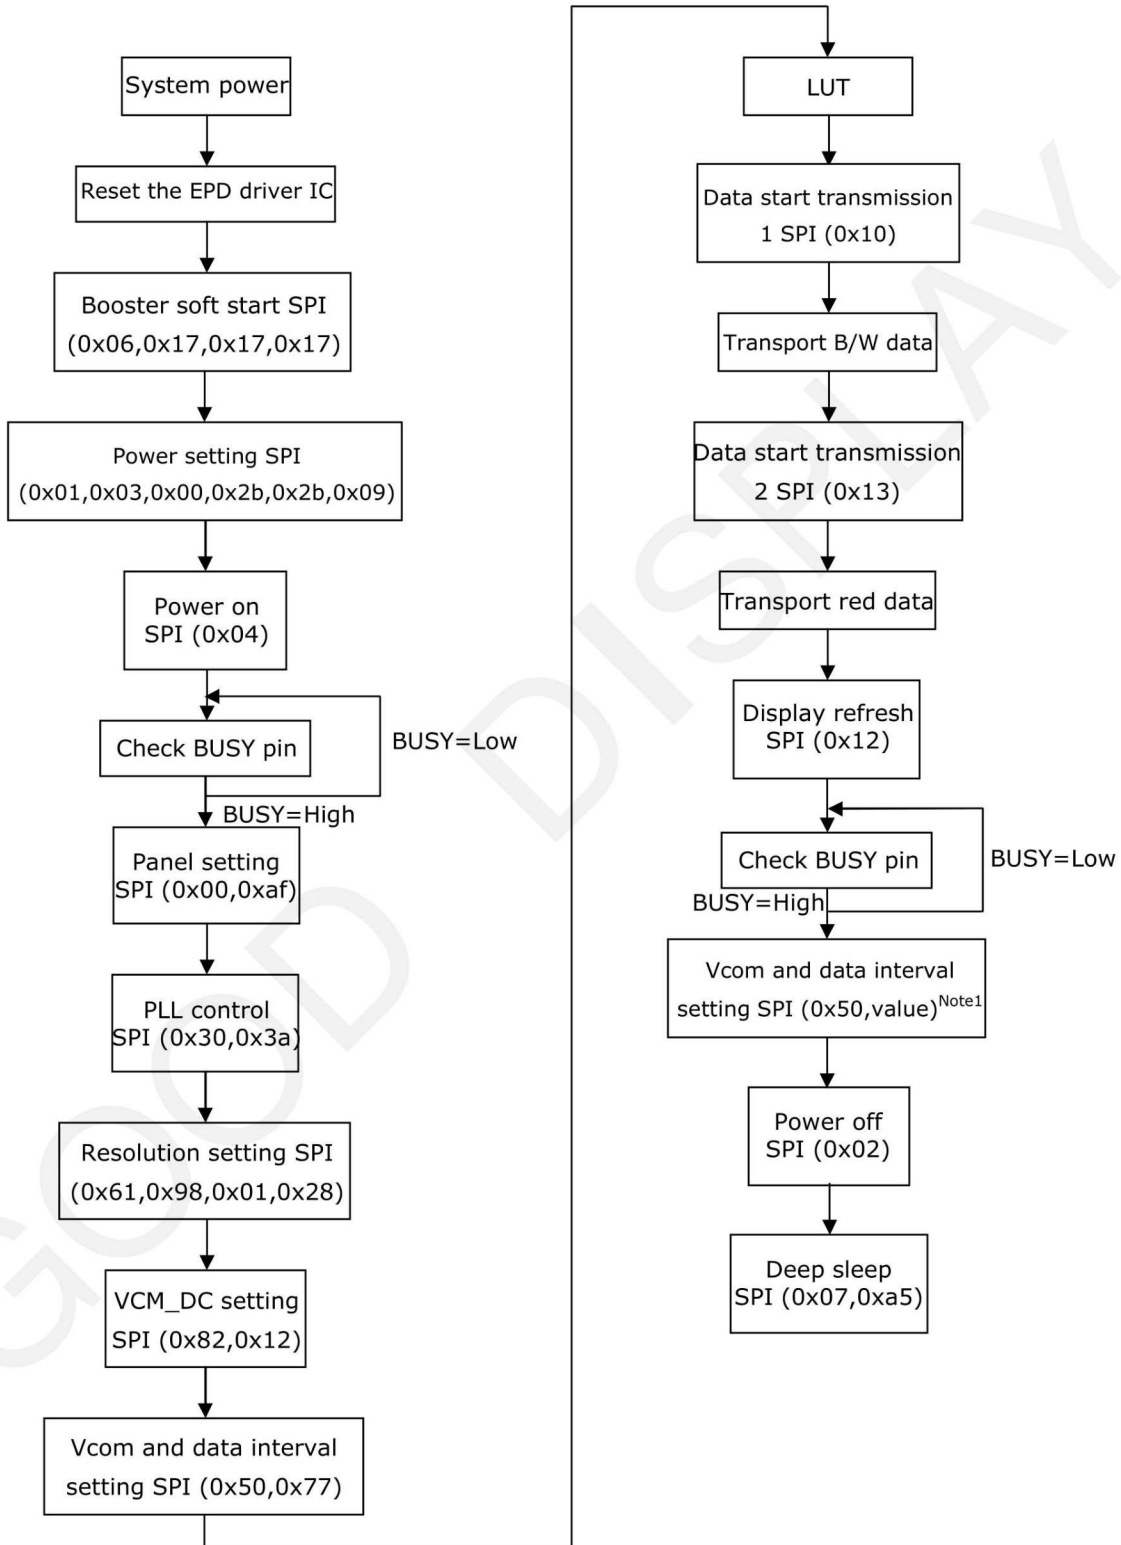 System power
Reset the EPD driver IC
Booster soft start SPI
(0x06,0x17,0x17,0x17)
Power setting SPI
(0x01,0x03,0x00,0x2b,0x2b,0x09)
Power on
SPI (0x04)
Check BUSY pin
BUSY=Low
BUSY=High
Panel setting
SPI (0x00,0xaf)
PLL control
SPI (0x30,0x3a)
Resolution setting SPI
(0x61,0x98,0x01,0x28)
VCM_DC setting
SPI (0x82,0x12)
Vcom and data interval
setting SPI (0x50,0x77)
LUT
Data start transmission
1 SPI (0x10)
Transport B/W data
Data start transmission
2 SPI (0x13)
Transport red data
Display refresh
SPI (0x12)
Check BUSY pin
BUSY=Low
BUSY=High
Vcom and data interval
setting SPI (0x50,value)Note1
Power off
SPI (0x02)
Deep sleep
SPI (0x07,0xa5)
GOOD DISPLAY